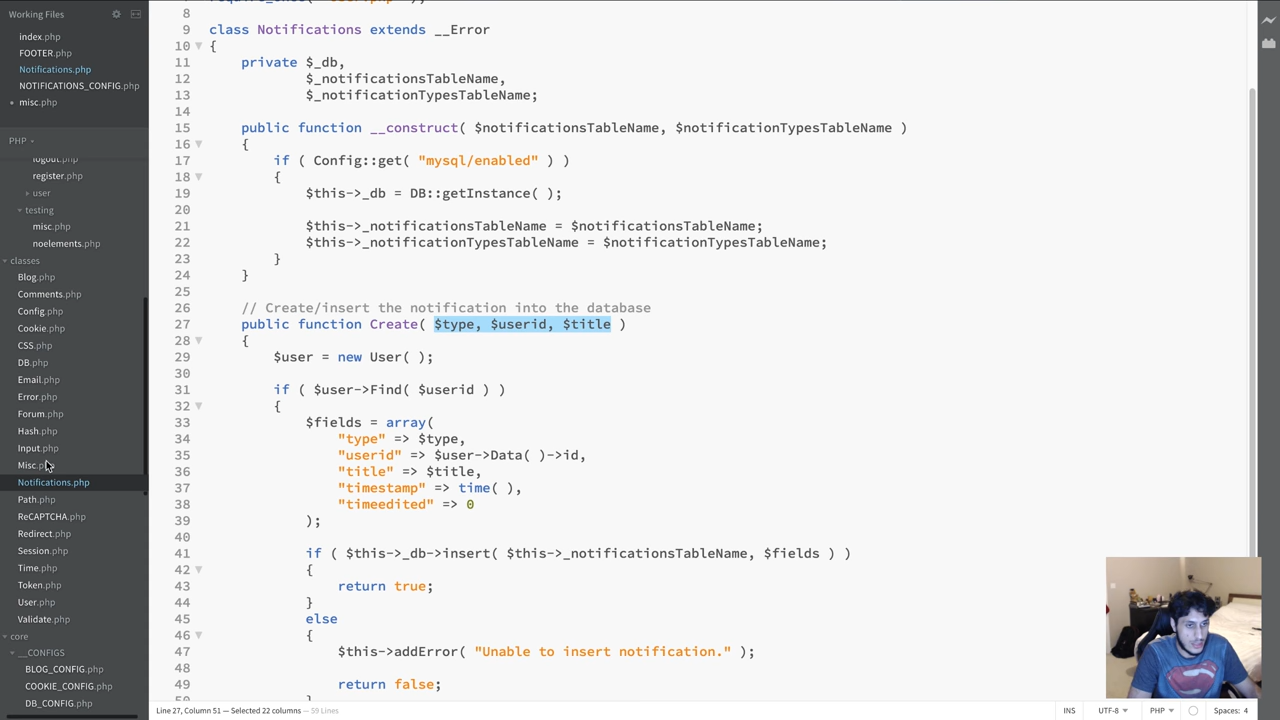 Working Files
index.php
FOOTER.php
Notifications.php
NOTIFICATIONS_CONFIG.php
misc.php
PHP
logout.php
register.php
user
testing
misc.php
noelements.php
classes
Blog.php
Comments.php
Config.php
Cookie.php
CSS.php
DB.php
Email.php
Error.php
Forum.php
Hash.php
Input.php
Misc.php
Notifications.php
Path.php
ReCAPTCHA.php
Redirect.php
Session.php
Time.php
Token.php
User.php
Validate.php
core
__CONFIGS
BLOG_CONFIG.php
COOKIE_CONFIG.php
DB_CONFIG.php
8
9 class Notifications extends __Error
10 {
11 private $_db,
12 $_notificationsTableName,
13 $_notificationTypesTableName;
14
15 public function __construct( $notificationsTableName, $notificationTypesTableName )
16 {
17 if ( Config::get( "mysql/enabled" ) )
18 {
19 $this->_db = DB::getInstance( );
20
21 $this->_notificationsTableName = $notificationsTableName;
22 $this->_notificationTypesTableName = $notificationTypesTableName;
23 }
24 }
25
26 // Create/insert the notification into the database
27 public function Create( $type, $userid, $title )
28 {
29 $user = new User( );
30
31 if ( $user->Find( $userid ) )
32 {
33 $fields = array(
34 "type" => $type,
35 "userid" => $user->Data( )->id,
36 "title" => $title,
37 "timestamp" => time( ),
38 "timeedited" => 0
39 );
40
41 if ( $this->_db->insert( $this->_notificationsTableName, $fields ) )
42 {
43 return true;
44 }
45 else
46 {
47 $this->addError( "Unable to insert notification." );
48
49 return false;
Line 27, Column 51 — Selected 22 columns — 59 Lines
INS
UTF-8
PHP
Spaces: 4